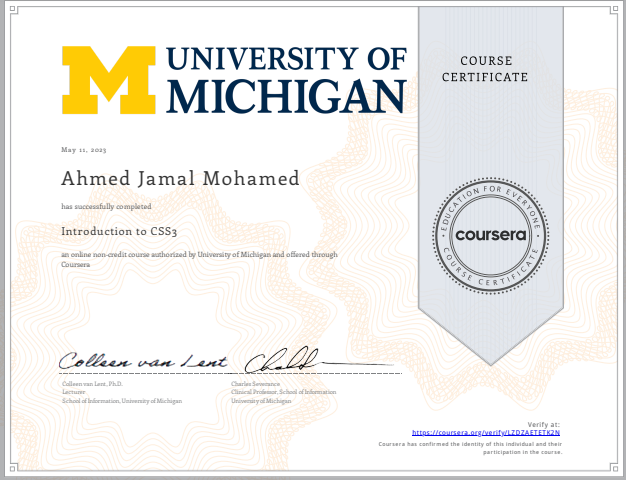 UNIVERSITY OF
MICHIGAN
COURSE
CERTIFICATE
May 11, 2023
Ahmed Jamal Mohamed
has successfully completed
Introduction to CSS3
an online non-credit course authorized by University of Michigan and offered through
Coursera
EDUCATION FOR EVERYONE
coursera
COURSE CERTIFICATE
Colleen van Lent
Colleen van Lent, Ph.D.
Lecturer
School of Information, University of Michigan
Charles Severance
Clinical Professor, School of Information
University of Michigan
Verify at:
https://coursera.org/verify/LZDZAETETK2N
Coursera has confirmed the identity of this individual and their
participation in the course.